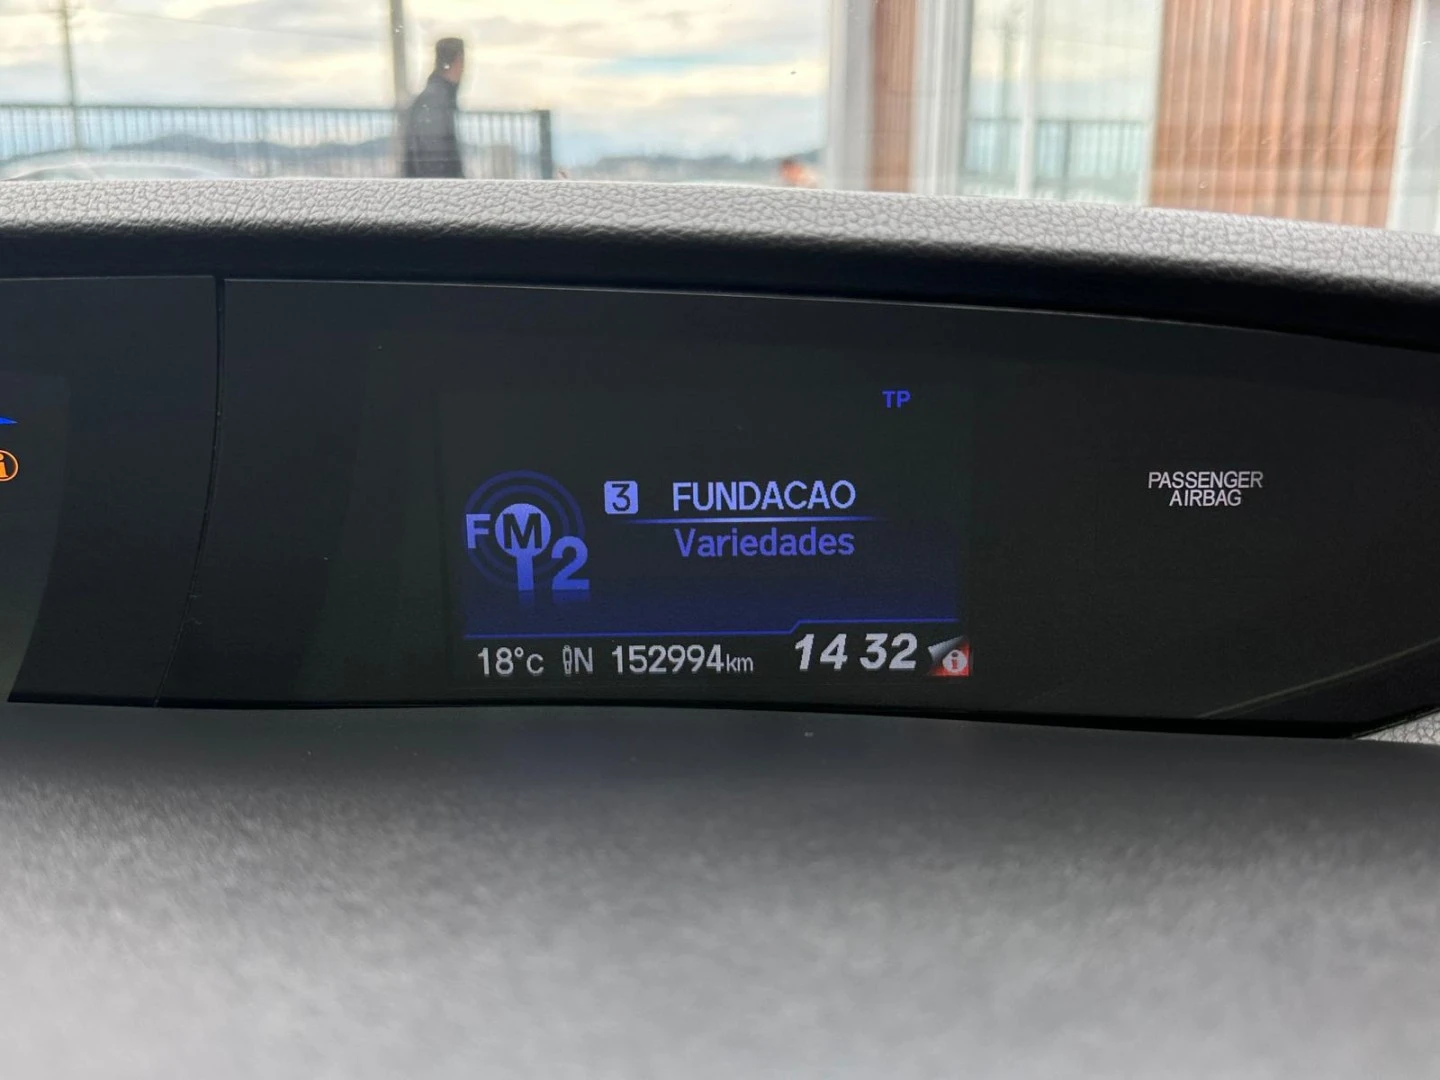 TP
FM2
3 FUNDACAO
Variedades
18°C N 152994km 14 32
PASSENGER
AIRBAG